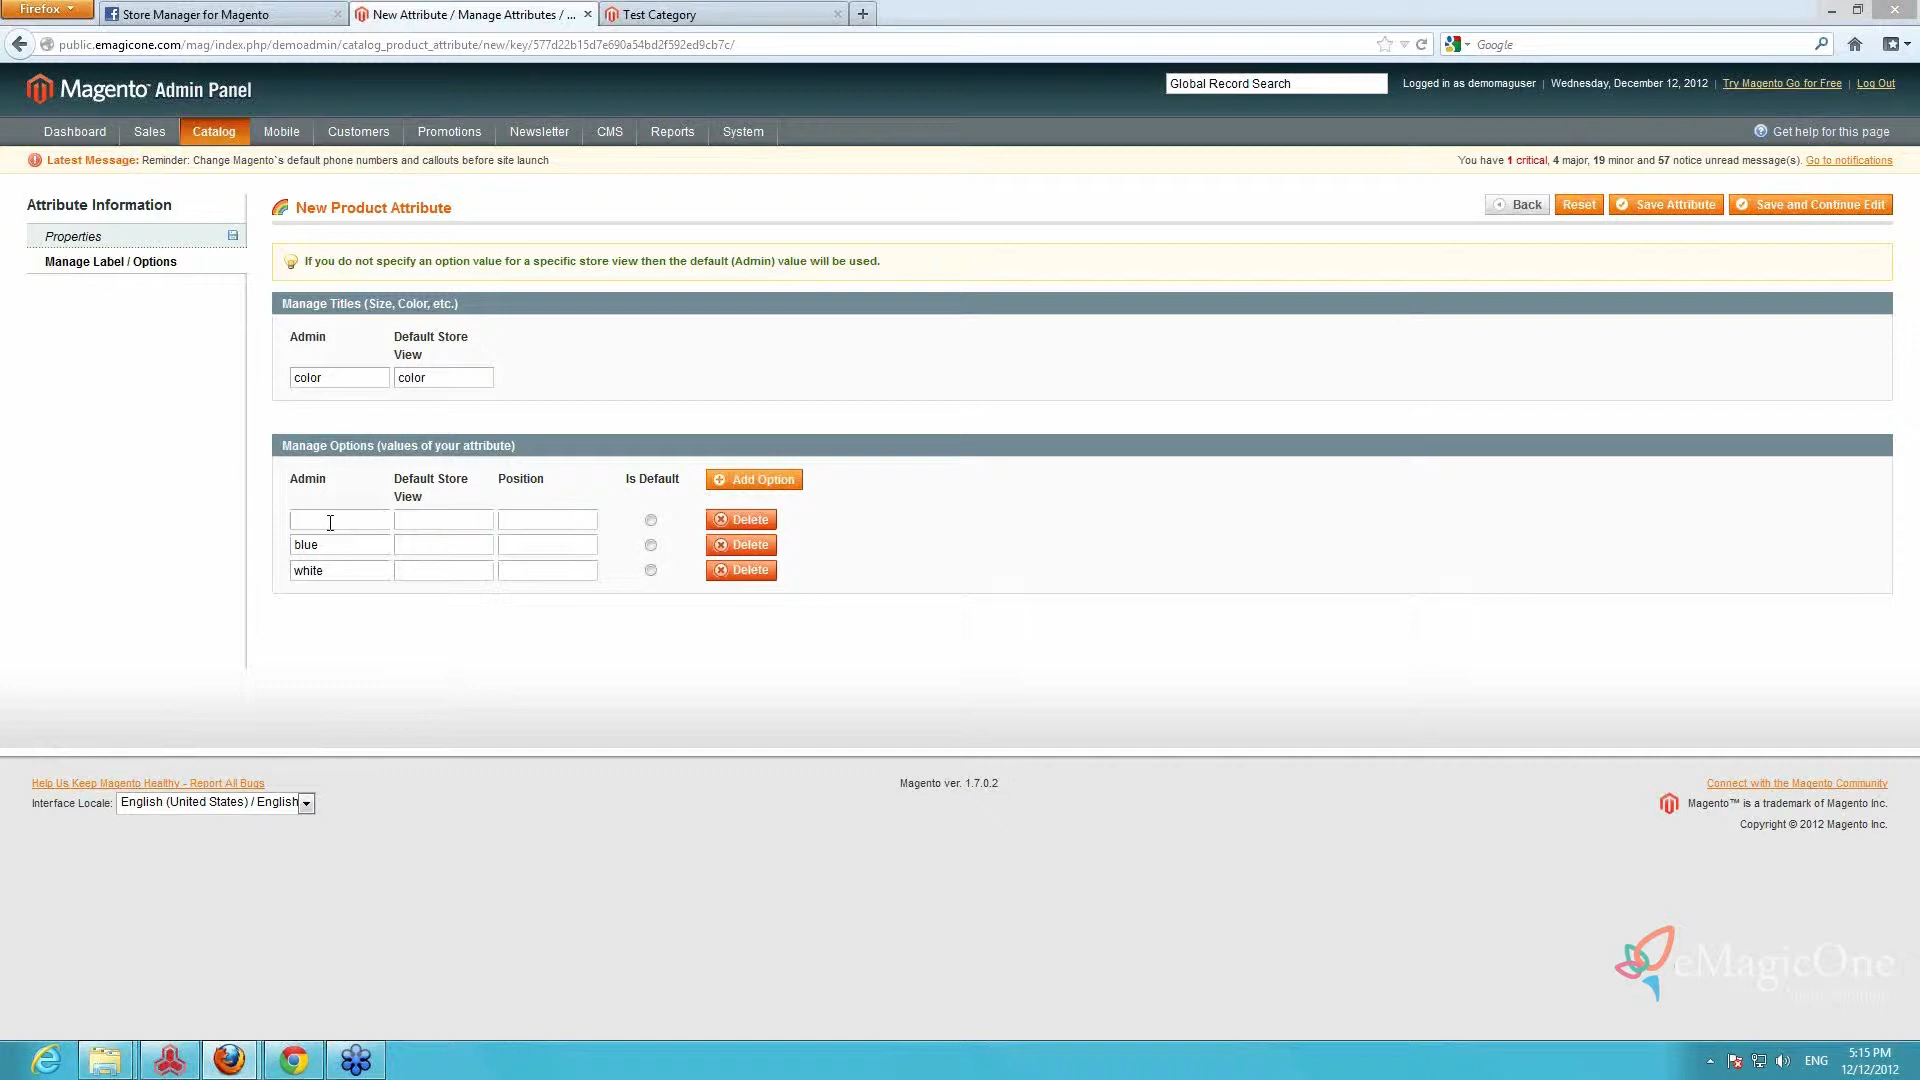 Firefox
Store Manager for Magento
New Attribute / Manage Attributes / ...
Test Category
public.emagicone.com/mag/index.php/demoadmin/catalog_product_attribute/new/key/577d22b15d7e690a54bd2f592ed9cb7c/
Google
Magento™ Admin Panel
Global Record Search
Logged in as demomaguser | Wednesday, December 12, 2012 | Try Magento Go for Free | Log Out
Dashboard Sales Catalog Mobile Customers Promotions Newsletter CMS Reports System
Get help for this page
Latest Message: Reminder: Change Magento`s default phone numbers and callouts before site launch
You have 1 critical, 4 major, 19 minor and 57 notice unread message(s). Go to notifications
Attribute Information
Properties
Manage Label / Options
New Product Attribute
Back Reset Save Attribute Save and Continue Edit
If you do not specify an option value for a specific store view then the default (Admin) value will be used.
Manage Titles (Size, Color, etc.)
Admin Default Store View
color color
Manage Options (values of your attribute)
Admin Default Store View Position Is Default Add Option
Delete
blue Delete
white Delete
Help Us Keep Magento Healthy - Report All Bugs
Interface Locale: English (United States) / English
Magento ver. 1.7.0.2
Connect with the Magento Community
Magento™ is a trademark of Magento Inc.
Copyright © 2012 Magento Inc.
eMagicOne
ENG
5:15 PM
12/12/2012